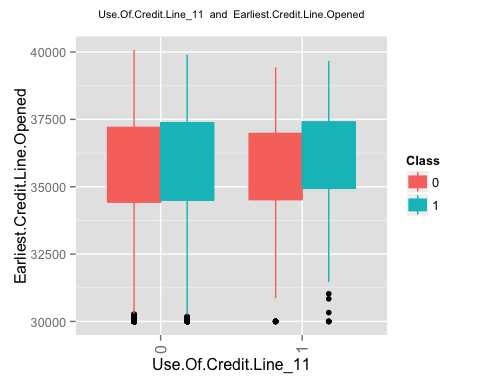 Use.Of.Credit.Line_11 and Earliest.Credit.Line.Opened
40000
37500
35000
32500
30000
Earliest.Credit.Line.Opened
0
1
Use.Of.Credit.Line_11
Class
0
1